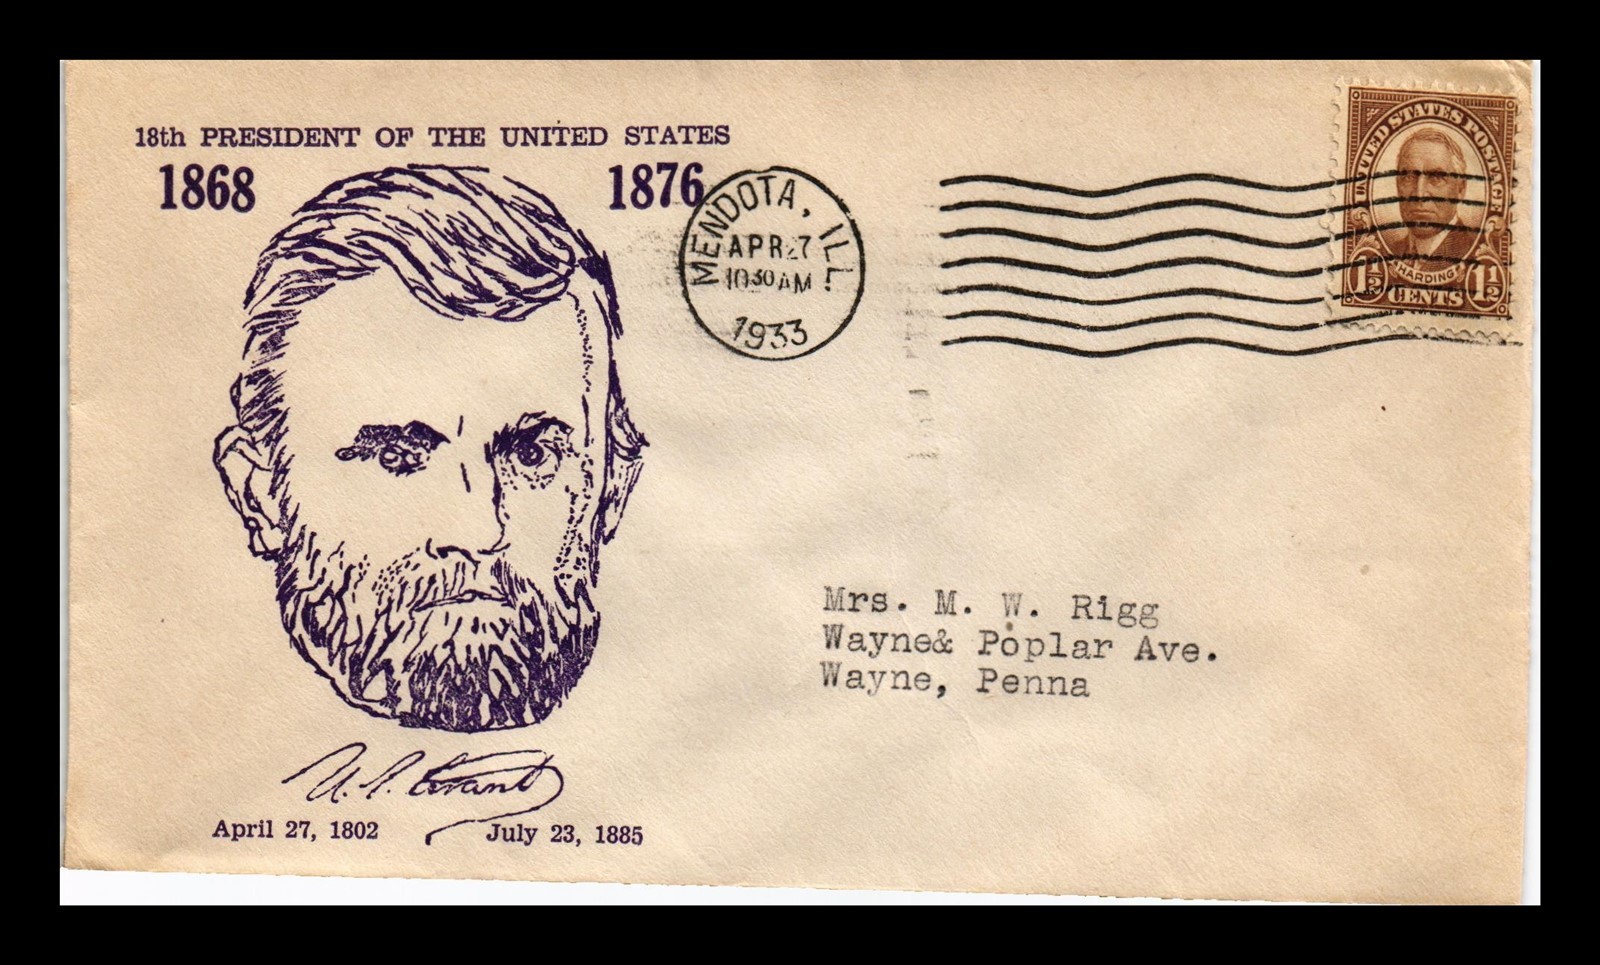 18th PRESIDENT OF THE UNITED STATES
1868 1876
MENDOTA, ILL.
APR 27
10 30 AM
1933
UNITED STATES POSTAGE
HARDING
1½ CENTS 1½
Mrs. M. W. Rigg
Wayne& Poplar Ave.
Wayne, Penna
U. S. Grant
April 27, 1802 July 23, 1885